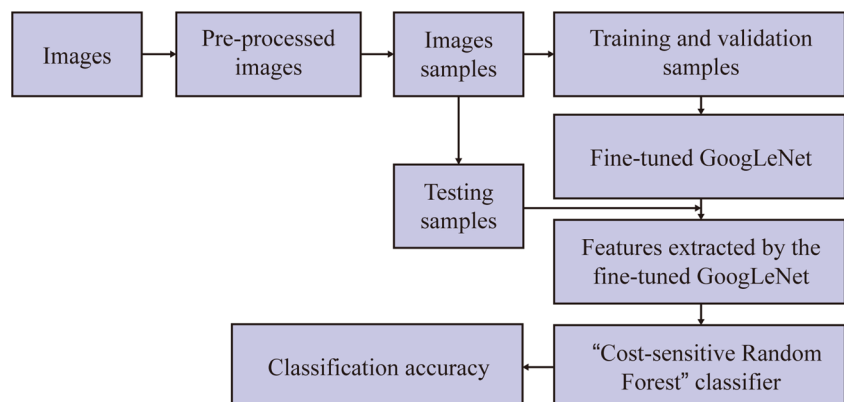 Images
Pre-processed
images
Images
samples
Training and validation
samples
Fine-tuned GoogLeNet
Testing
samples
Features extracted by the
fine-tuned GoogLeNet
“Cost-sensitive Random
Forest” classifier
Classification accuracy